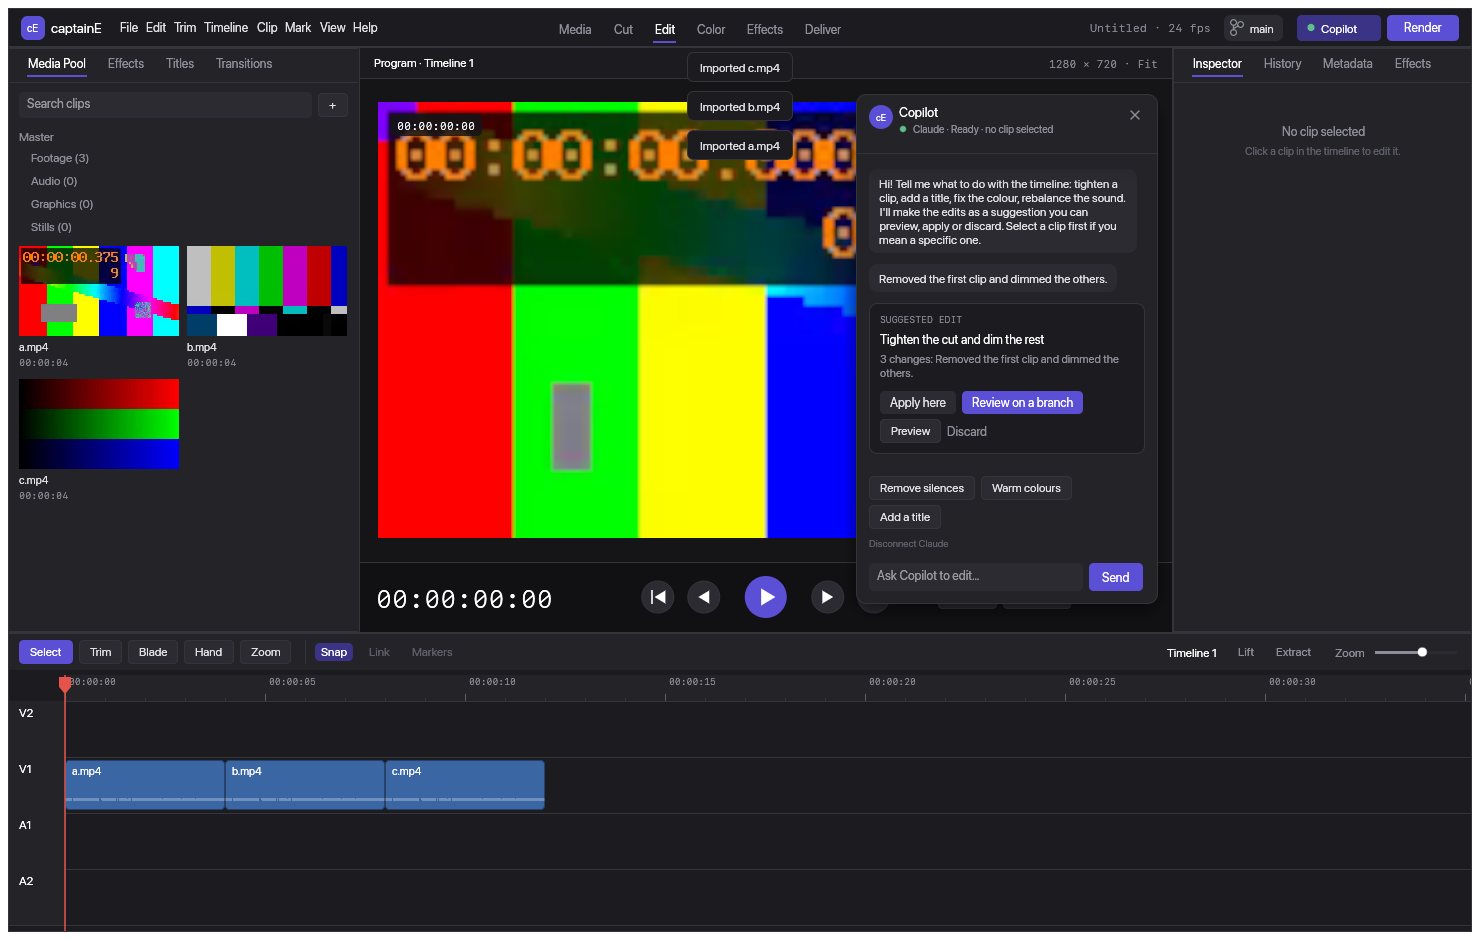 cE captainE File Edit Trim Timeline Clip Mark View Help
Media Cut Edit Color Effects Deliver
Untitled · 24 fps main Copilot Render
Media Pool Effects Titles Transitions
Search clips +
Master
Footage (3)
Audio (0)
Graphics (0)
Stills (0)
00:00:00.375
9
a.mp4
00:00:04
b.mp4
00:00:04
c.mp4
00:00:04
Program · Timeline 1
1280 × 720 · Fit
Imported c.mp4
Imported b.mp4
Imported a.mp4
00:00:00:00
00:00:00:00
cE Copilot
Claude · Ready · no clip selected
Hi! Tell me what to do with the timeline: tighten a
clip, add a title, fix the colour, rebalance the sound.
I'll make the edits as a suggestion you can
preview, apply or discard. Select a clip first if you
mean a specific one.
Removed the first clip and dimmed the others.
SUGGESTED EDIT
Tighten the cut and dim the rest
3 changes: Removed the first clip and dimmed the
others.
Apply here Review on a branch
Preview Discard
Remove silences Warm colours
Add a title
Disconnect Claude
Ask Copilot to edit... Send
Inspector History Metadata Effects
No clip selected
Click a clip in the timeline to edit it.
Select Trim Blade Hand Zoom Snap Link Markers
Timeline 1 Lift Extract Zoom
00:00:00 00:00:05 00:00:10 00:00:15 00:00:20 00:00:25 00:00:30
V2
V1 a.mp4 b.mp4 c.mp4
A1
A2